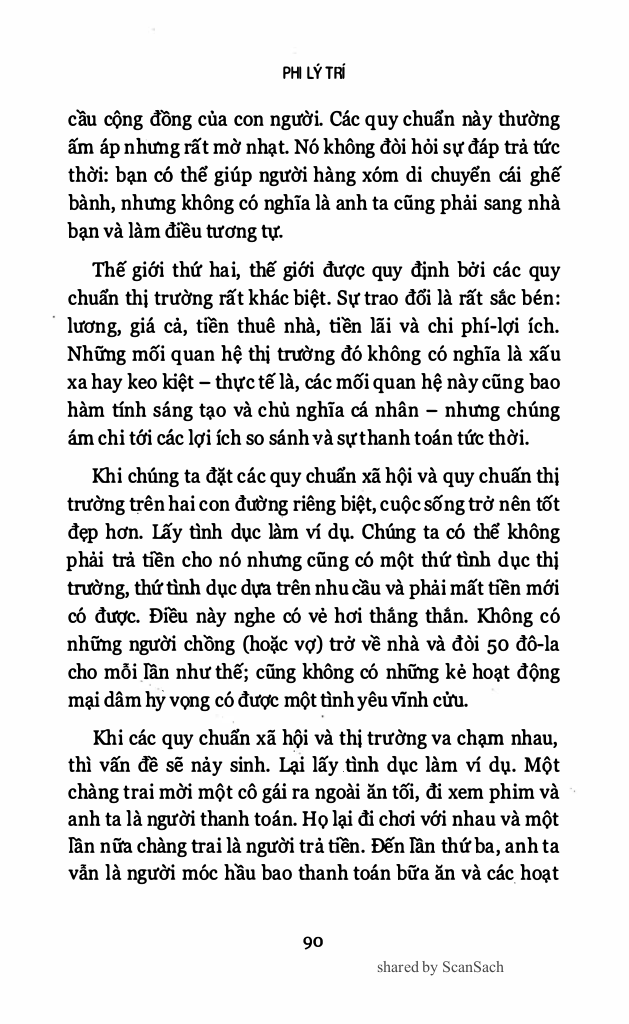 PHI LÝ TRÍ
cầu cộng đồng của con người. Các quy chuẩn này thường
ấm áp nhưng rất mờ nhạt. Nó không đòi hỏi sự đáp trả tức
thời: bạn có thể giúp người hàng xóm di chuyển cái ghế
bành, nhưng không có nghĩa là anh ta cũng phải sang nhà
bạn và làm điều tương tự.
Thế giới thứ hai, thế giới được quy định bởi các quy
chuẩn thị trường rất khác biệt. Sự trao đổi là rất sắc bén:
lương, giá cả, tiền thuê nhà, tiền lãi và chi phí-lợi ích.
Những mối quan hệ thị trường đó không có nghĩa là xấu
xa hay keo kiệt – thực tế là, các mối quan hệ này cũng bao
hàm tính sáng tạo và chủ nghĩa cá nhân – nhưng chúng
ám chỉ tới các lợi ích so sánh và sự thanh toán tức thời.
Khi chúng ta đặt các quy chuẩn xã hội và quy chuẩn thị
trường trên hai con đường riêng biệt, cuộc sống trở nên tốt
đẹp hơn. Lấy tình dục làm ví dụ. Chúng ta có thể không
phải trả tiền cho nó nhưng cũng có một thứ tình dục thị
trường, thứ tình dục dựa trên nhu cầu và phải mất tiền mới
có được. Điều này nghe có vẻ hơi thẳng thắn. Không có
những người chồng (hoặc vợ) trở về nhà và đòi 50 đô-la
cho mỗi lần như thế; cũng không có những kẻ hoạt động
mại dâm hy vọng có được một tình yêu vĩnh cửu.
Khi các quy chuẩn xã hội và thị trường va chạm nhau,
thì vấn đề sẽ nảy sinh. Lại lấy tình dục làm ví dụ. Một
chàng trai mời một cô gái ra ngoài ăn tối, đi xem phim và
anh ta là người thanh toán. Họ lại đi chơi với nhau và một
lần nữa chàng trai là người trả tiền. Đến lần thứ ba, anh ta
vẫn là người móc hầu bao thanh toán bữa ăn và các hoạt
90
shared by ScanSach